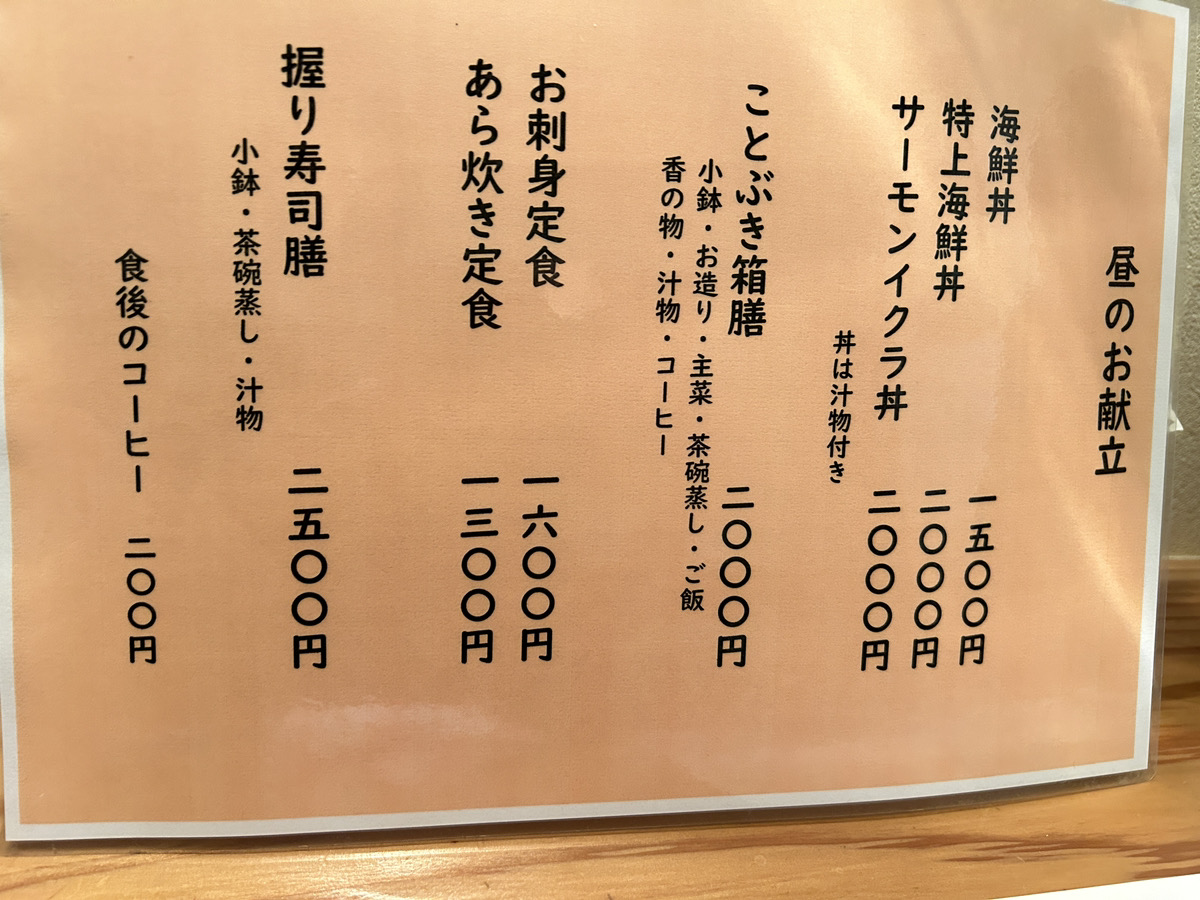 昼のお献立
海鮮丼 一五〇〇円
特上海鮮丼 二〇〇〇円
サーモンイクラ丼 二〇〇〇円
丼は汁物付き
ことぶき箱膳 二〇〇〇円
小鉢・お造り・主菜・茶碗蒸し・ご飯
香の物・汁物・コーヒー
お刺身定食 一六〇〇円
あら炊き定食 一三〇〇円
握り寿司膳 二五〇〇円
小鉢・茶碗蒸し・汁物
食後のコーヒー 二〇〇円